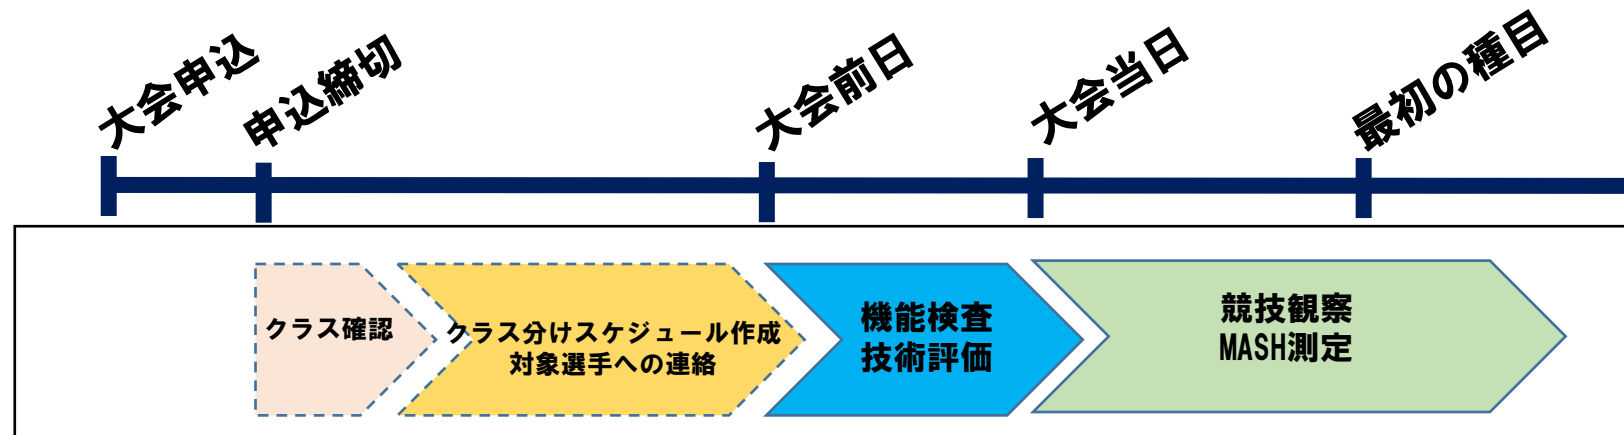 大会申込
申込締切
大会前日
大会当日
最初の種目
クラス確認
クラス分けスケジュール作成
対象選手への連絡
機能検査
技術評価
競技観察
MASH測定